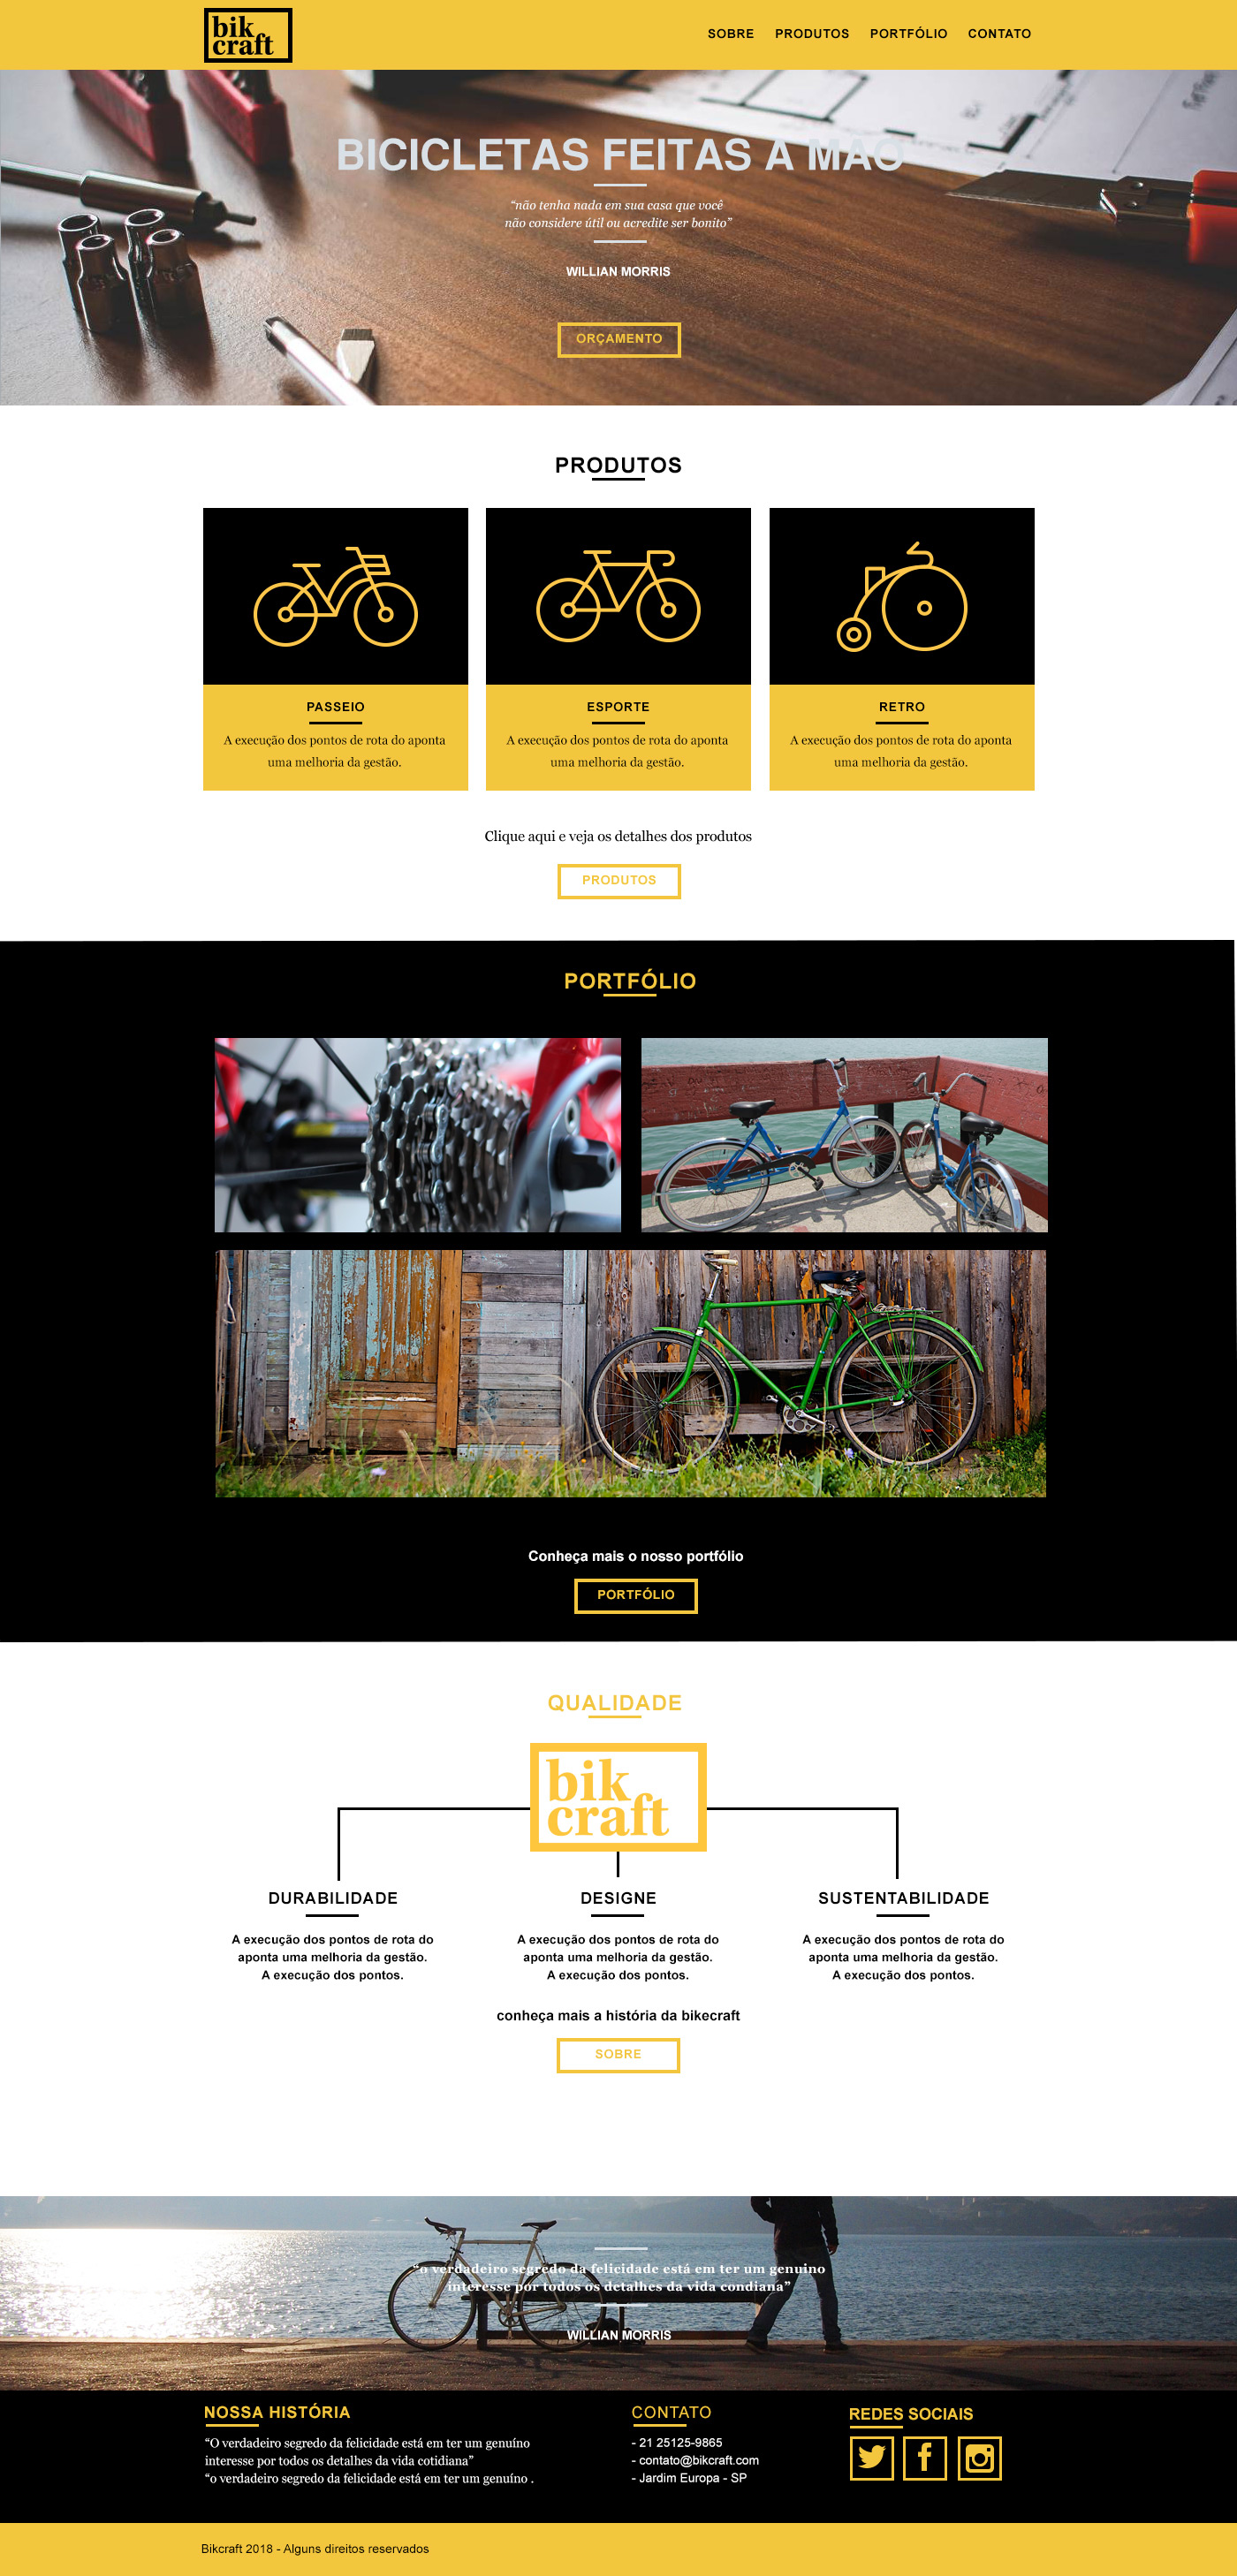 bik
craft
SOBRE PRODUTOS PORTFÓLIO CONTATO
BICICLETAS FEITAS A MAO
“não tenha nada em sua casa que você
não considere útil ou acredite ser bonito”
WILLIAN MORRIS
ORÇAMENTO
PRODUTOS
PASSEIO
A execução dos pontos de rota do aponta
uma melhoria da gestão.
ESPORTE
A execução dos pontos de rota do aponta
uma melhoria da gestão.
RETRO
A execução dos pontos de rota do aponta
uma melhoria da gestão.
Clique aqui e veja os detalhes dos produtos
PRODUTOS
PORTFÓLIO
Conheça mais o nosso portfólio
PORTFÓLIO
QUALIDADE
bik
craft
DURABILIDADE
A execução dos pontos de rota do
aponta uma melhoria da gestão.
A execução dos pontos.
DESIGNE
A execução dos pontos de rota do
aponta uma melhoria da gestão.
A execução dos pontos.
SUSTENTABILIDADE
A execução dos pontos de rota do
aponta uma melhoria da gestão.
A execução dos pontos.
conheça mais a história da bikecraft
SOBRE
“o verdadeiro segredo da felicidade está em ter um genuino
interesse por todos os detalhes da vida condiana”
WILLIAN MORRIS
NOSSA HISTÓRIA
“O verdadeiro segredo da felicidade está em ter um genuíno
interesse por todos os detalhes da vida cotidiana”
“o verdadeiro segredo da felicidade está em ter um genuíno .
CONTATO
- 21 25125-9865
- contato@bikcraft.com
- Jardim Europa - SP
REDES SOCIAIS
Bikcraft 2018 - Alguns direitos reservados